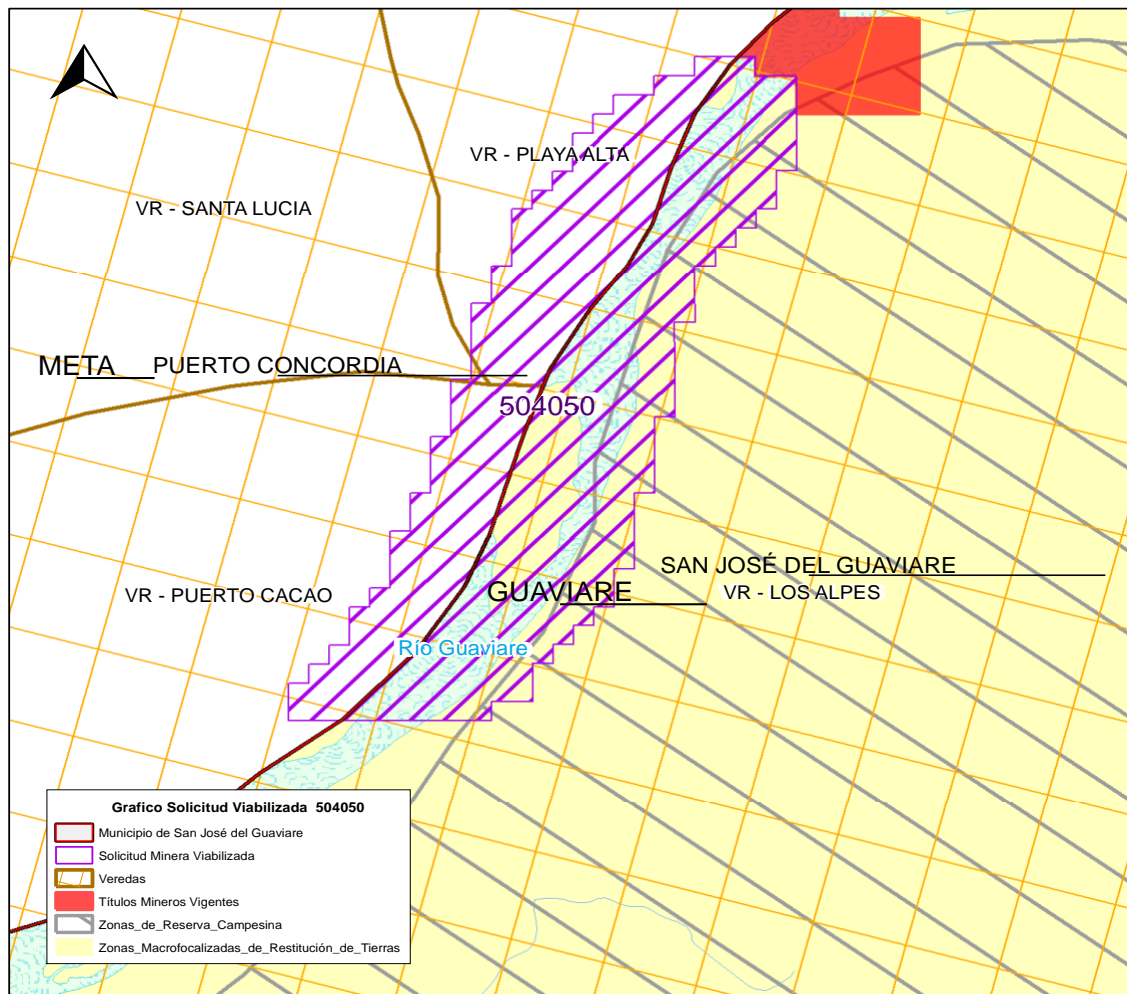 VR - PLAYA ALTA
VR - SANTA LUCIA
META
PUERTO CONCORDIA
504050
SAN JOSÉ DEL GUAVIARE
GUAVIARE
VR - LOS ALPES
VR - PUERTO CACAO
Río Guaviare
Grafico Solicitud Viabilizada 504050
Municipio de San José del Guaviare
Solicitud Minera Viabilizada
Veredas
Títulos Mineros Vigentes
Zonas_de_Reserva_Campesina
Zonas_Macrofocalizadas_de_Restitución_de_Tierras